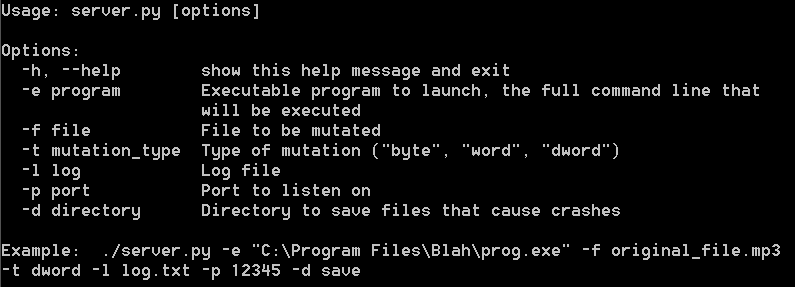 Usage: server.py [options]
Options:
-h, --help show this help message and exit
-e program Executable program to launch, the full command line that
will be executed
-f file File to be mutated
-t mutation_type Type of mutation ("byte", "word", "dword")
-l log Log file
-p port Port to listen on
-d directory Directory to save files that cause crashes
Example: ./server.py -e "C:\Program Files\Blah\prog.exe" -f original_file.mp3
-t dword -l log.txt -p 12345 -d save